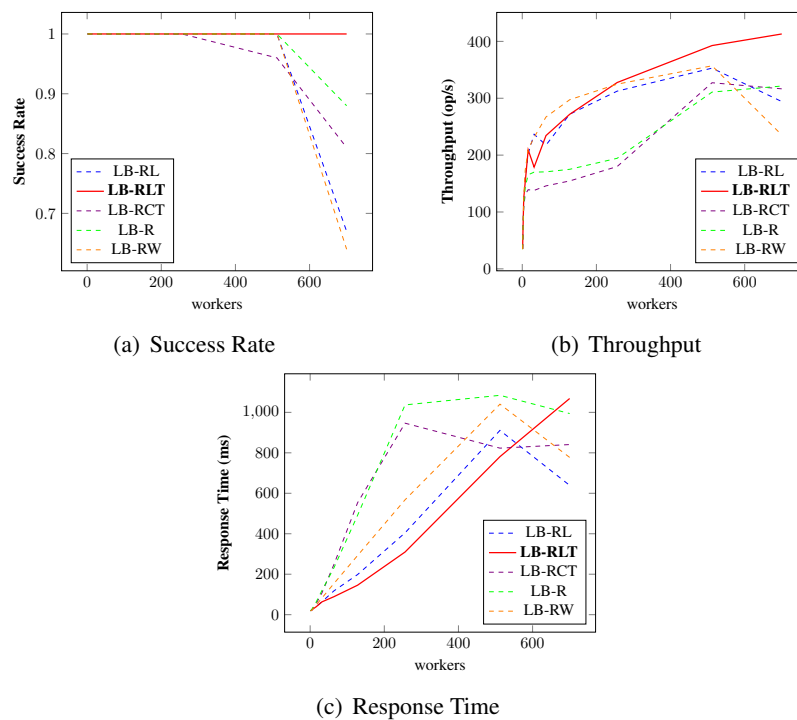 1
0.9
0.8
0.7
Success Rate
LB-RL
LB-RLT
LB-RCT
LB-R
LB-RW
0 200 400 600
workers
(a) Success Rate
400
300
200
100
0
Throughput (op/s)
LB-RL
LB-RLT
LB-RCT
LB-R
LB-RW
0 200 400 600
workers
(b) Throughput
1,000
800
600
400
200
0
Response Time (ms)
LB-RL
LB-RLT
LB-RCT
LB-R
LB-RW
0 200 400 600
workers
(c) Response Time